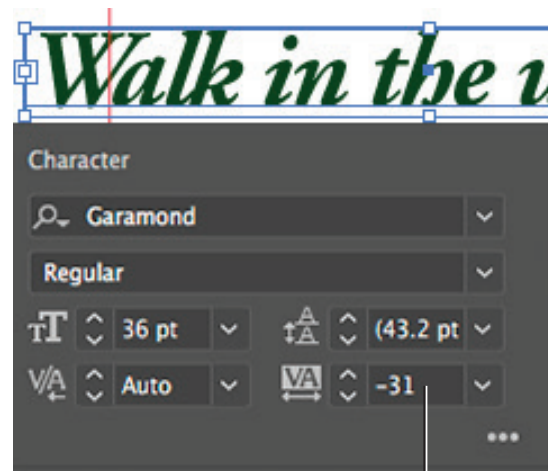 Walk in the
Character
Garamond
Regular
36 pt (43.2 pt
Auto -31